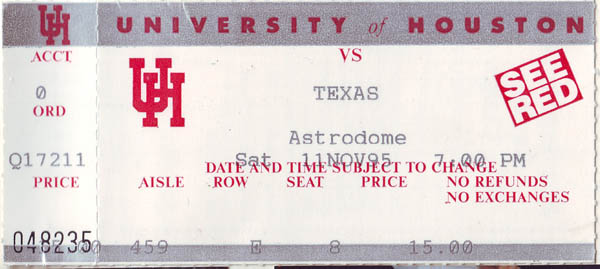 UH UNIVERSITY of HOUSTON
ACCT. VS
UH
0 TEXAS SEE RED
ORD
Astrodome
Q17211 Sat 11NOV95 7:00 PM
DATE AND TIME SUBJECT TO CHANGE
PRICE AISLE ROW SEAT PRICE NO REFUNDS
NO EXCHANGES
048235
459 E 8 15.00